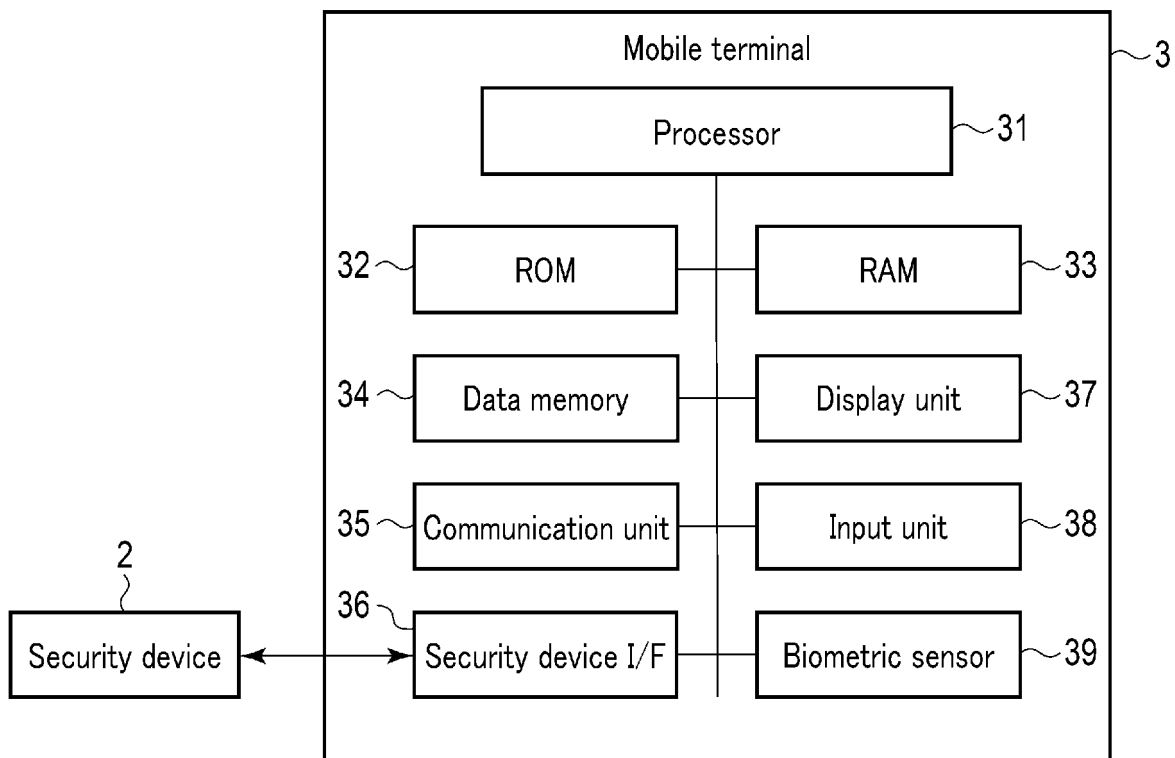 Mobile terminal
3
Processor
31
32
ROM
RAM
33
34
Data memory
Display unit
37
35
Communication unit
Input unit
38
2
36
Security device
Security device I/F
Biometric sensor
39